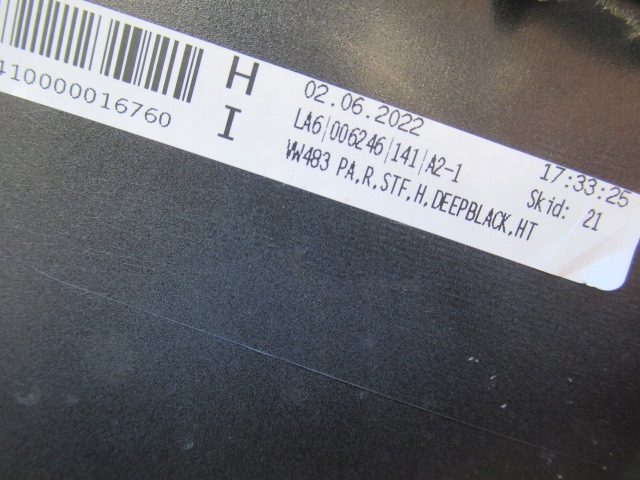 410000016760
H
I
02.06.2022
17:33:25
LA6|006246|141|A2-1
Skid: 21
VW483 PA,R,STF,H,DEEPBLACK,HT